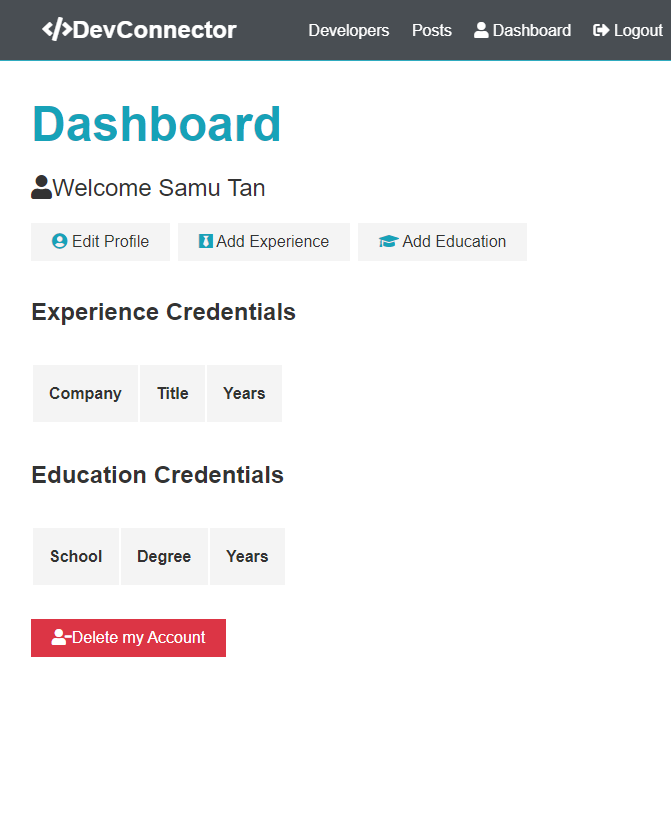 DevConnector Developers Posts Dashboard Logout
Dashboard
Welcome Samu Tan
Edit Profile Add Experience Add Education
Experience Credentials
Company Title Years
Education Credentials
School Degree Years
Delete my Account